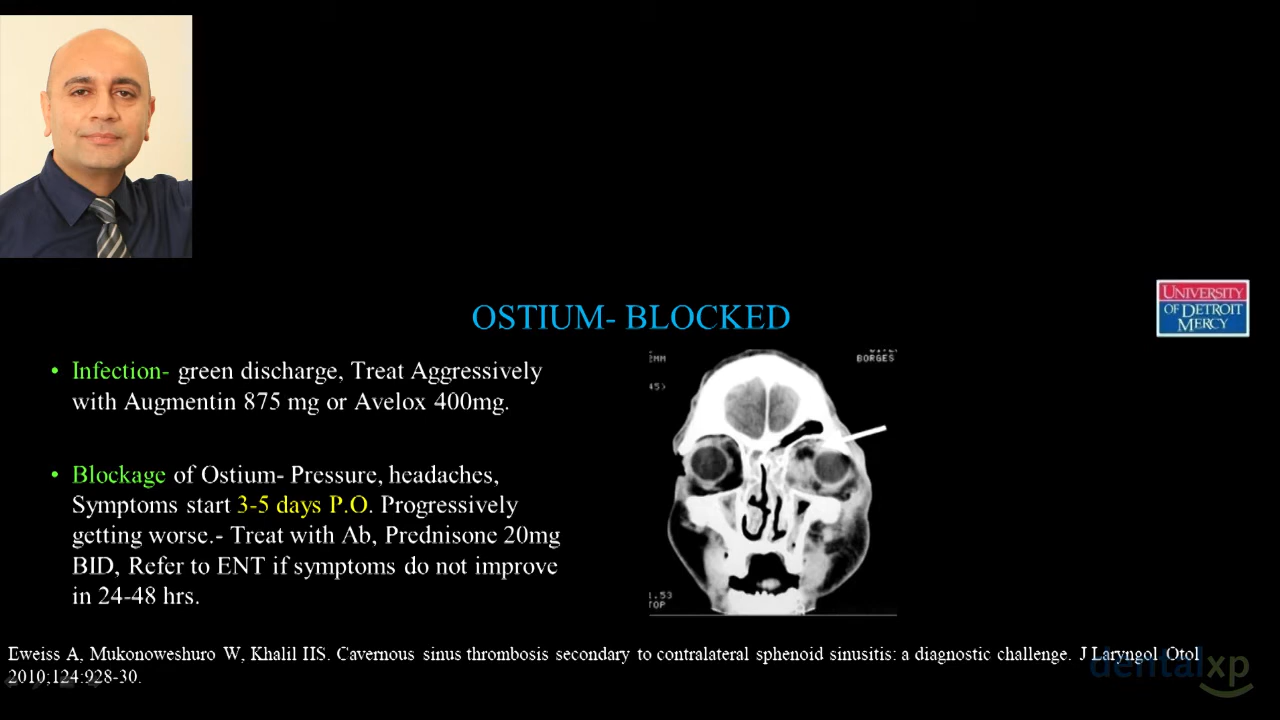 OSTIUM- BLOCKED
UNIVERSITY
OF DETROIT
MERCY
• Infection- green discharge, Treat Aggressively
with Augmentin 875 mg or Avelox 400mg.
• Blockage of Ostium- Pressure, headaches,
Symptoms start 3-5 days P.O. Progressively
getting worse.- Treat with Ab, Prednisone 20mg
BID, Refer to ENT if symptoms do not improve
in 24-48 hrs.
BORGES
TOP
Eweiss A, Mukonoweshuro W, Khalil HS. Cavernous sinus thrombosis secondary to contralateral sphenoid sinusitis: a diagnostic challenge. J Laryngol Otol
2010;124:928-30.
dentalxp